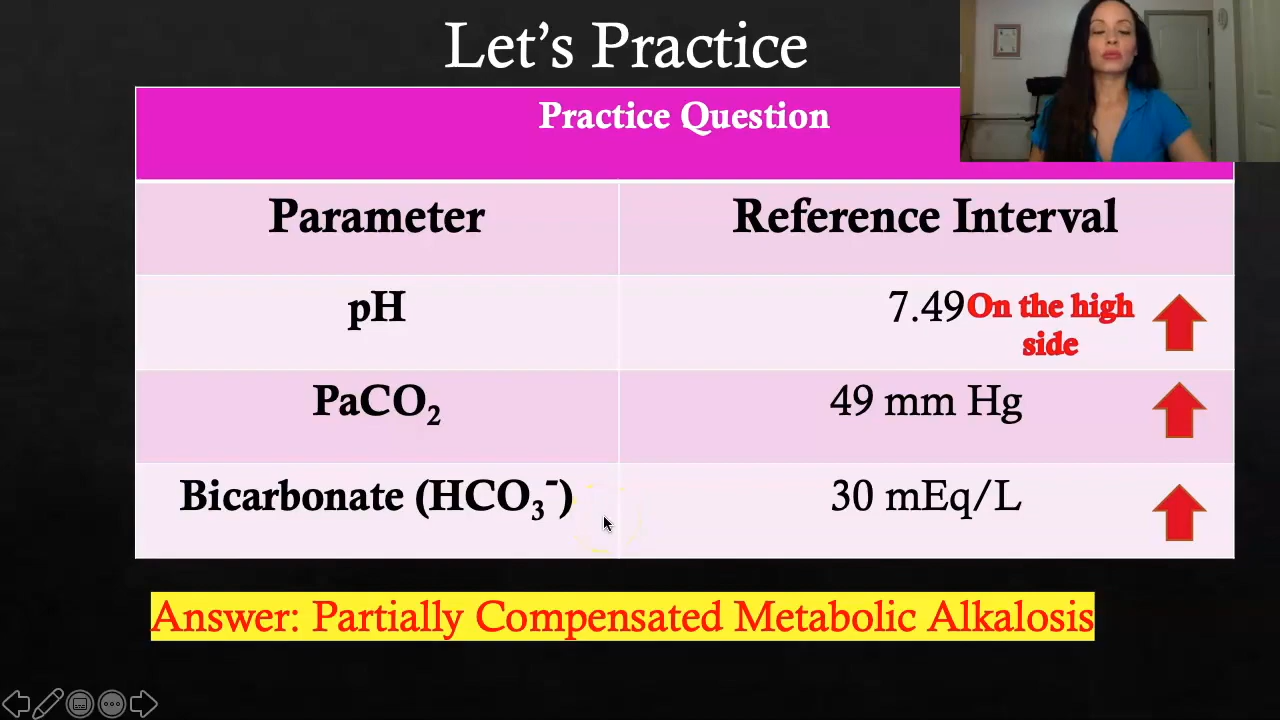 Let's Practice
Practice Question
Parameter Reference Interval
pH 7.49 On the high
side
PaCO₂ 49 mm Hg
Bicarbonate (HCO₃⁻) 30 mEq/L
Answer: Partially Compensated Metabolic Alkalosis